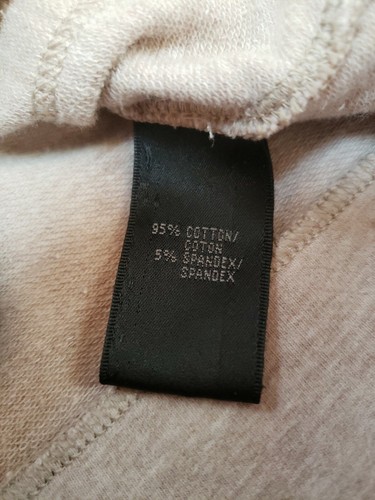 95% COTTON/
COTON
5% SPANDEX/
SPANDEX